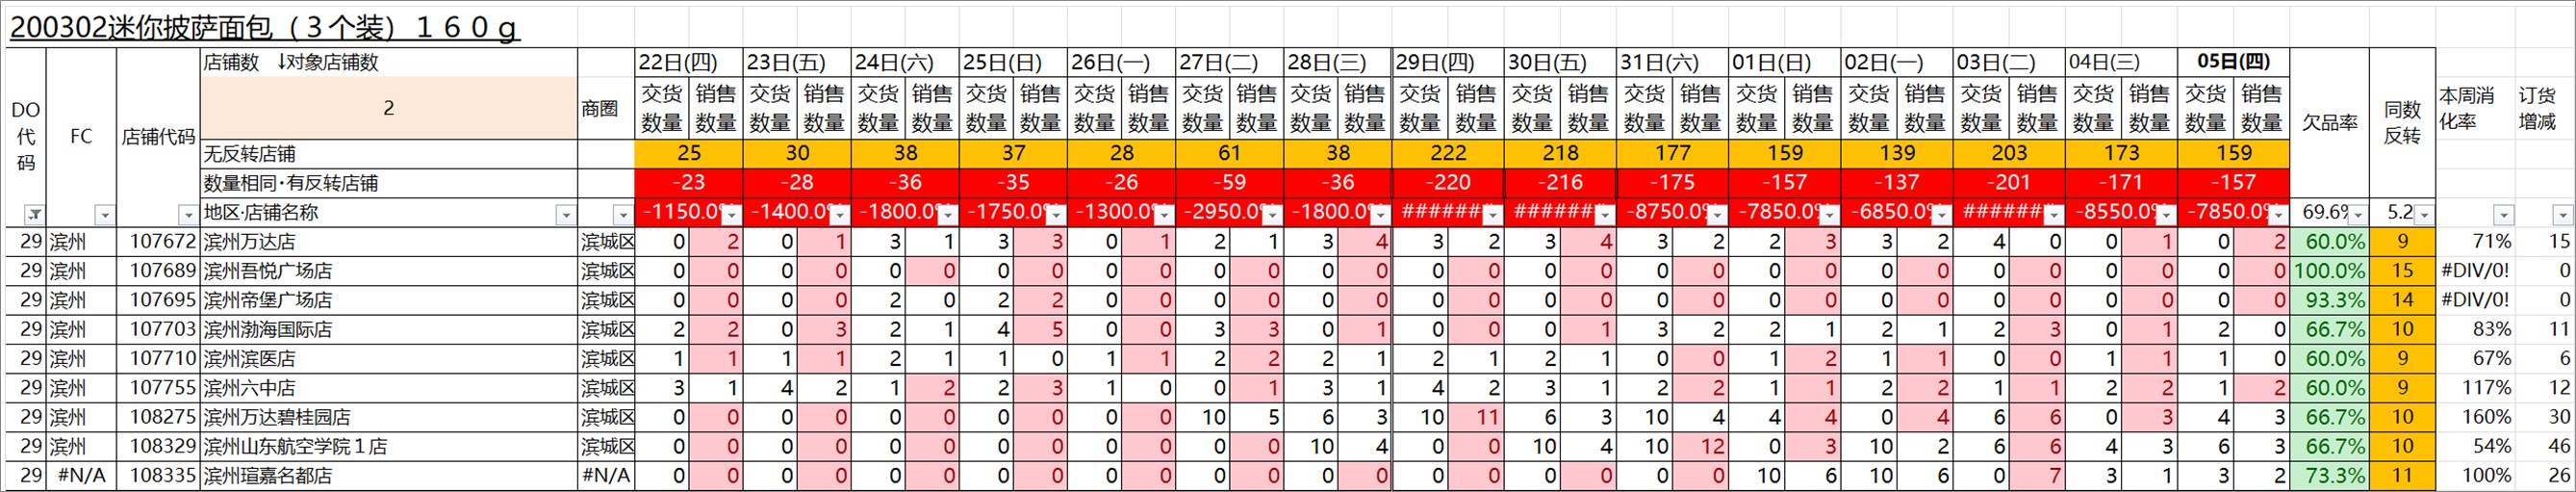 200302迷你披萨面包（３个装）１６０ｇ
DO代码 FC 店铺代码 店铺数 ↓对象店铺数 商圈 22日(四) 23日(五) 24日(六) 25日(日) 26日(一) 27日(二) 28日(三) 29日(四) 30日(五) 31日(六) 01日(日) 02日(一) 03日(二) 04日(三) 05日(四) 欠品率 同数反转 本周消化率 订货增减
2 交货数量 销售数量 交货数量 销售数量 交货数量 销售数量 交货数量 销售数量 交货数量 销售数量 交货数量 销售数量 交货数量 销售数量 交货数量 销售数量 交货数量 销售数量 交货数量 销售数量 交货数量 销售数量 交货数量 销售数量 交货数量 销售数量 交货数量 销售数量 交货数量 销售数量
无反转店铺 25 30 38 37 28 61 38 222 218 177 159 139 203 173 159
数量相同·有反转店铺 -23 -28 -36 -35 -26 -59 -36 -220 -216 -175 -157 -137 -201 -171 -157
地区·店铺名称 -1150.0% -1400.0% -1800.0% -1750.0% -1300.0% -2950.0% -1800.0% ###### ###### -8750.0% -7850.0% -6850.0% ###### -8550.0% -7850.0% 69.6% 5.2
29 滨州 107672 滨州万达店 滨城区 0 2 0 1 3 1 3 3 0 1 2 1 3 4 3 2 3 4 3 2 2 3 3 2 4 0 0 1 0 2 60.0% 9 71% 15
29 滨州 107689 滨州吾悦广场店 滨城区 0 0 0 0 0 0 0 0 0 0 0 0 0 0 0 0 0 0 0 0 0 0 0 0 0 0 0 0 0 0 100.0% 15 #DIV/0! 0
29 滨州 107695 滨州帝堡广场店 滨城区 0 0 0 0 2 0 2 2 0 0 0 0 0 0 0 0 0 0 0 0 0 0 0 0 0 0 0 0 0 0 93.3% 14 #DIV/0! 0
29 滨州 107703 滨州渤海国际店 滨城区 2 2 0 3 2 1 4 5 0 0 3 3 0 1 0 0 0 1 3 2 2 1 2 1 2 3 0 1 2 0 66.7% 10 83% 11
29 滨州 107710 滨州滨医店 滨城区 1 1 1 1 2 1 1 0 1 1 2 2 2 1 2 1 2 1 0 0 1 2 1 1 0 0 1 1 1 0 60.0% 9 67% 6
29 滨州 107755 滨州六中店 滨城区 3 1 4 2 1 2 2 3 1 0 0 1 3 1 4 2 3 1 2 2 1 1 2 2 1 1 2 2 1 2 60.0% 9 117% 12
29 滨州 108275 滨州万达碧桂园店 滨城区 0 0 0 0 0 0 0 0 0 0 10 5 6 3 10 11 6 3 10 4 4 4 0 4 6 6 0 3 4 3 66.7% 10 160% 30
29 滨州 108329 滨州山东航空学院１店 滨城区 0 0 0 0 0 0 0 0 0 0 0 0 10 4 0 0 10 4 10 12 0 3 10 2 6 6 4 3 6 3 66.7% 10 54% 46
29 #N/A 108335 滨州瑄嘉名都店 #N/A 0 0 0 0 0 0 0 0 0 0 0 0 0 0 0 0 0 0 0 0 10 6 10 6 0 7 3 1 3 2 73.3% 11 100% 26